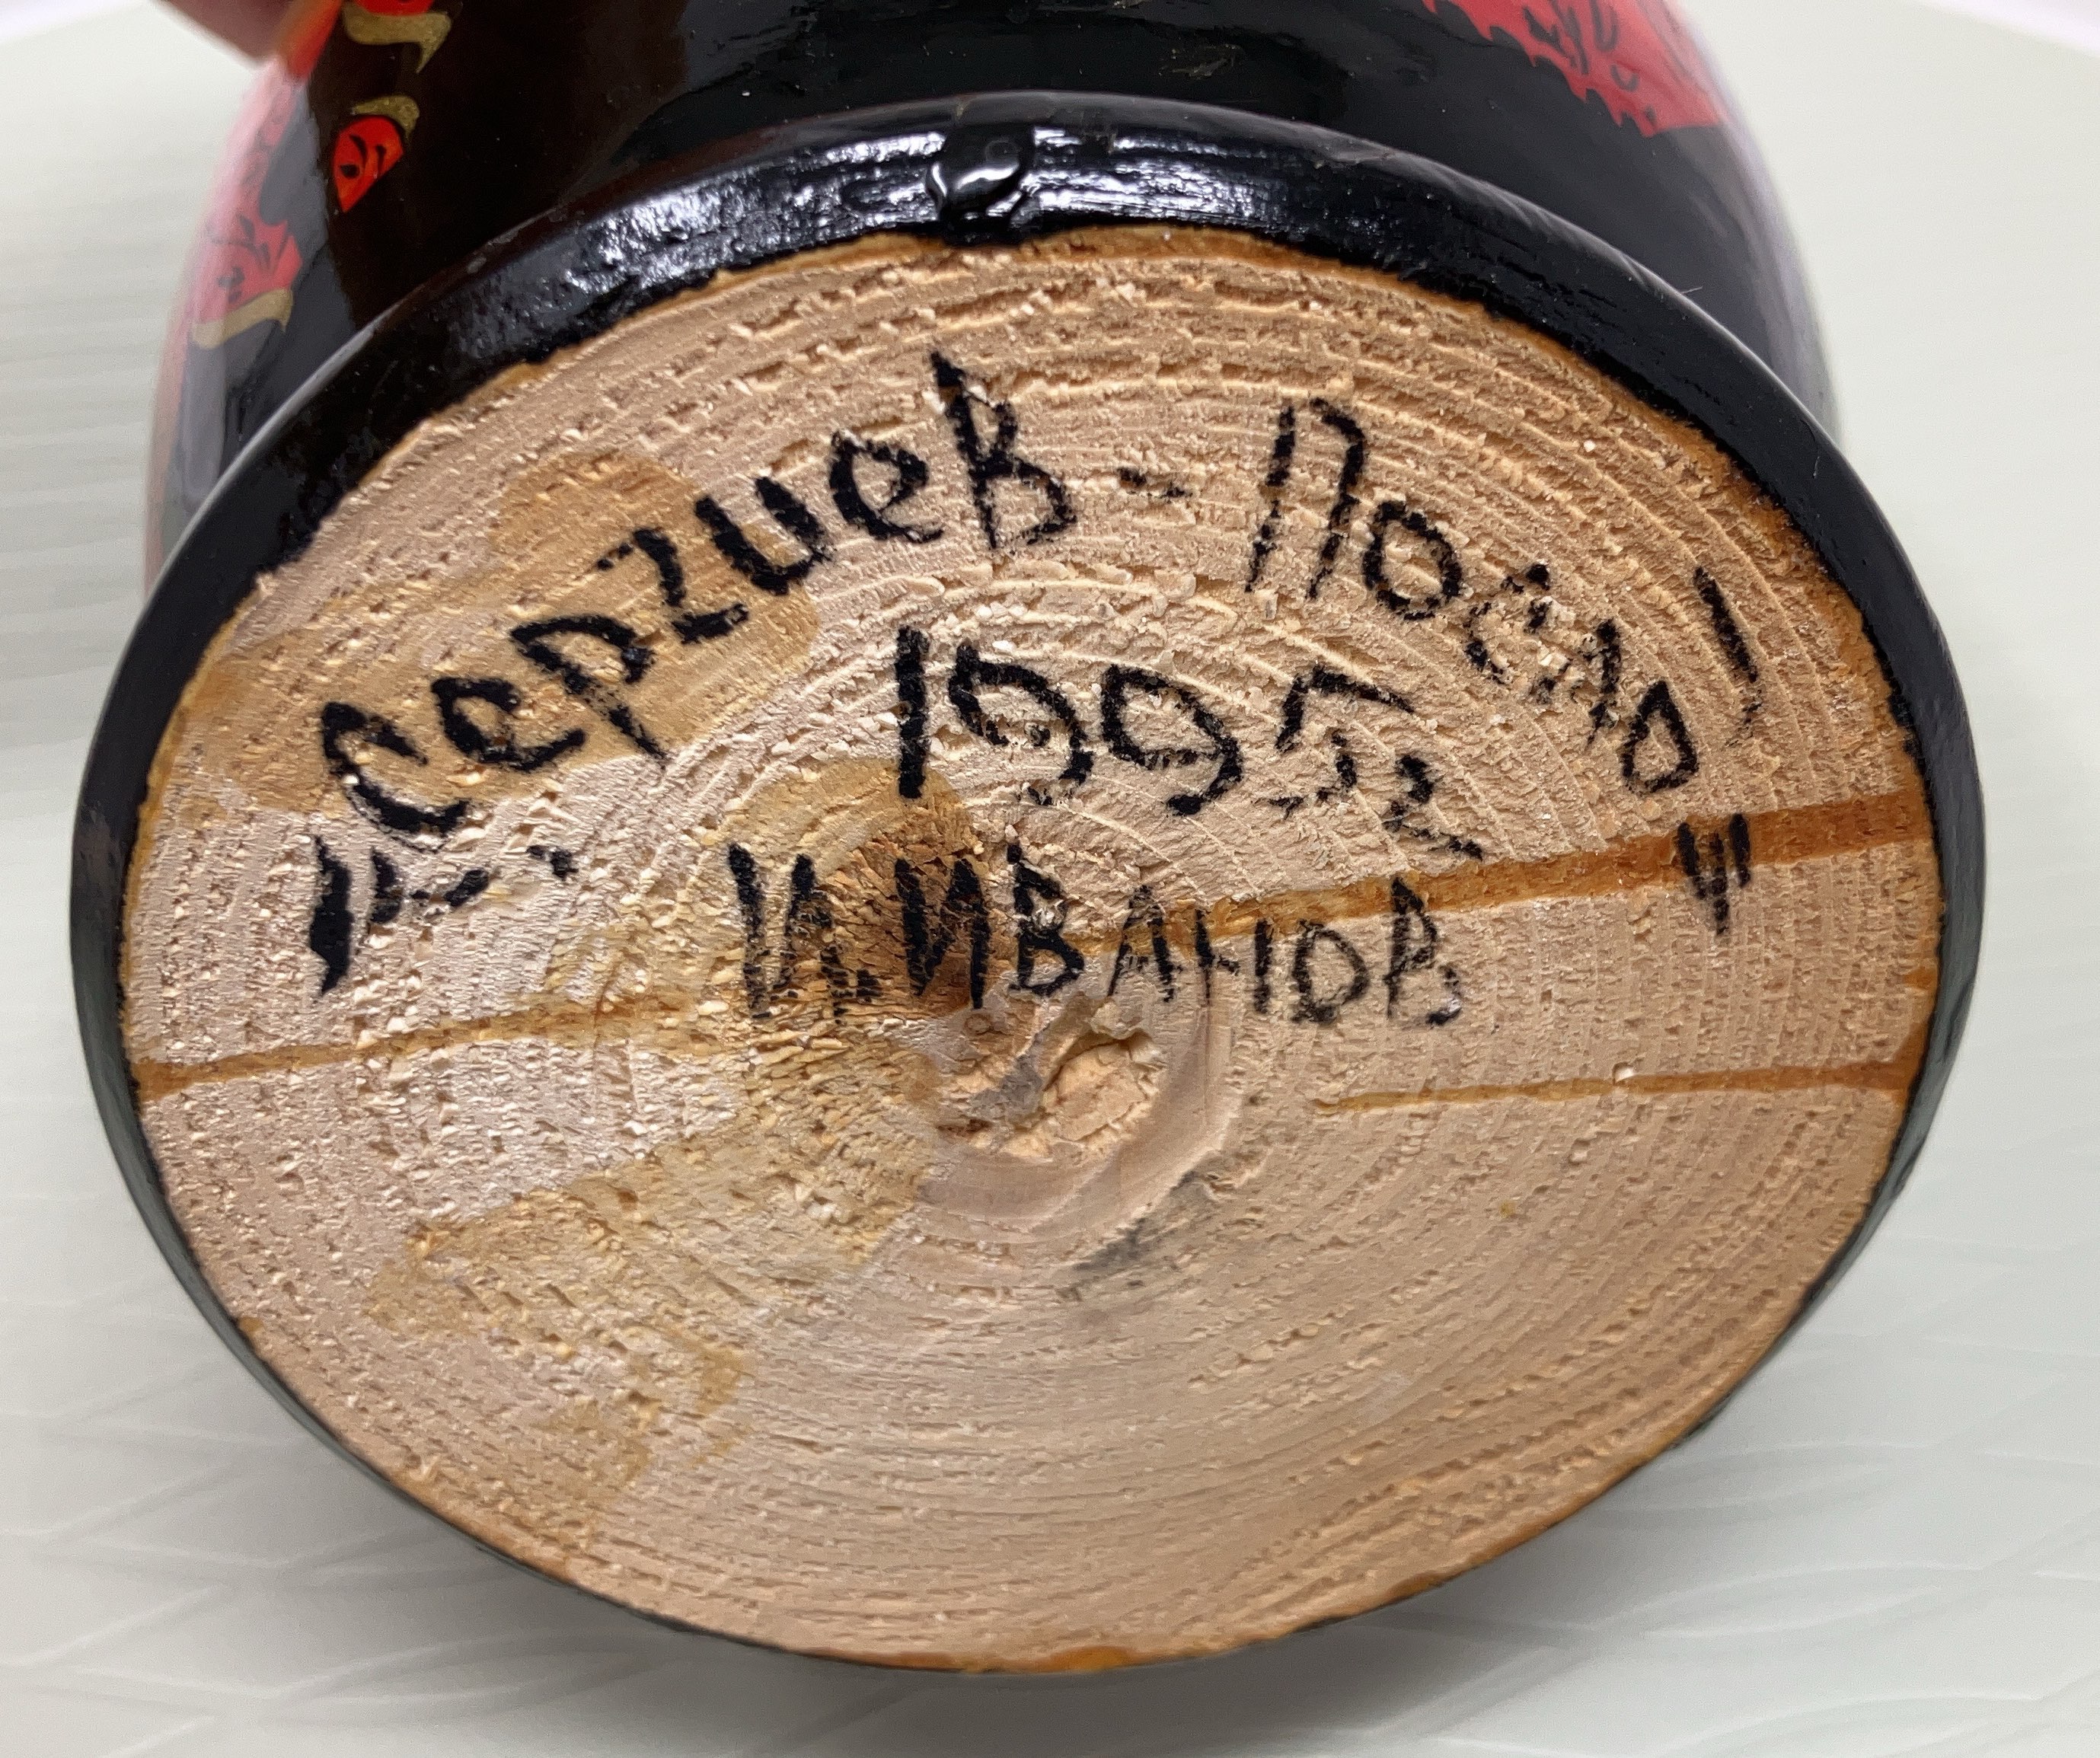 "Сергиев - Посад"
1995г
И.Иванов